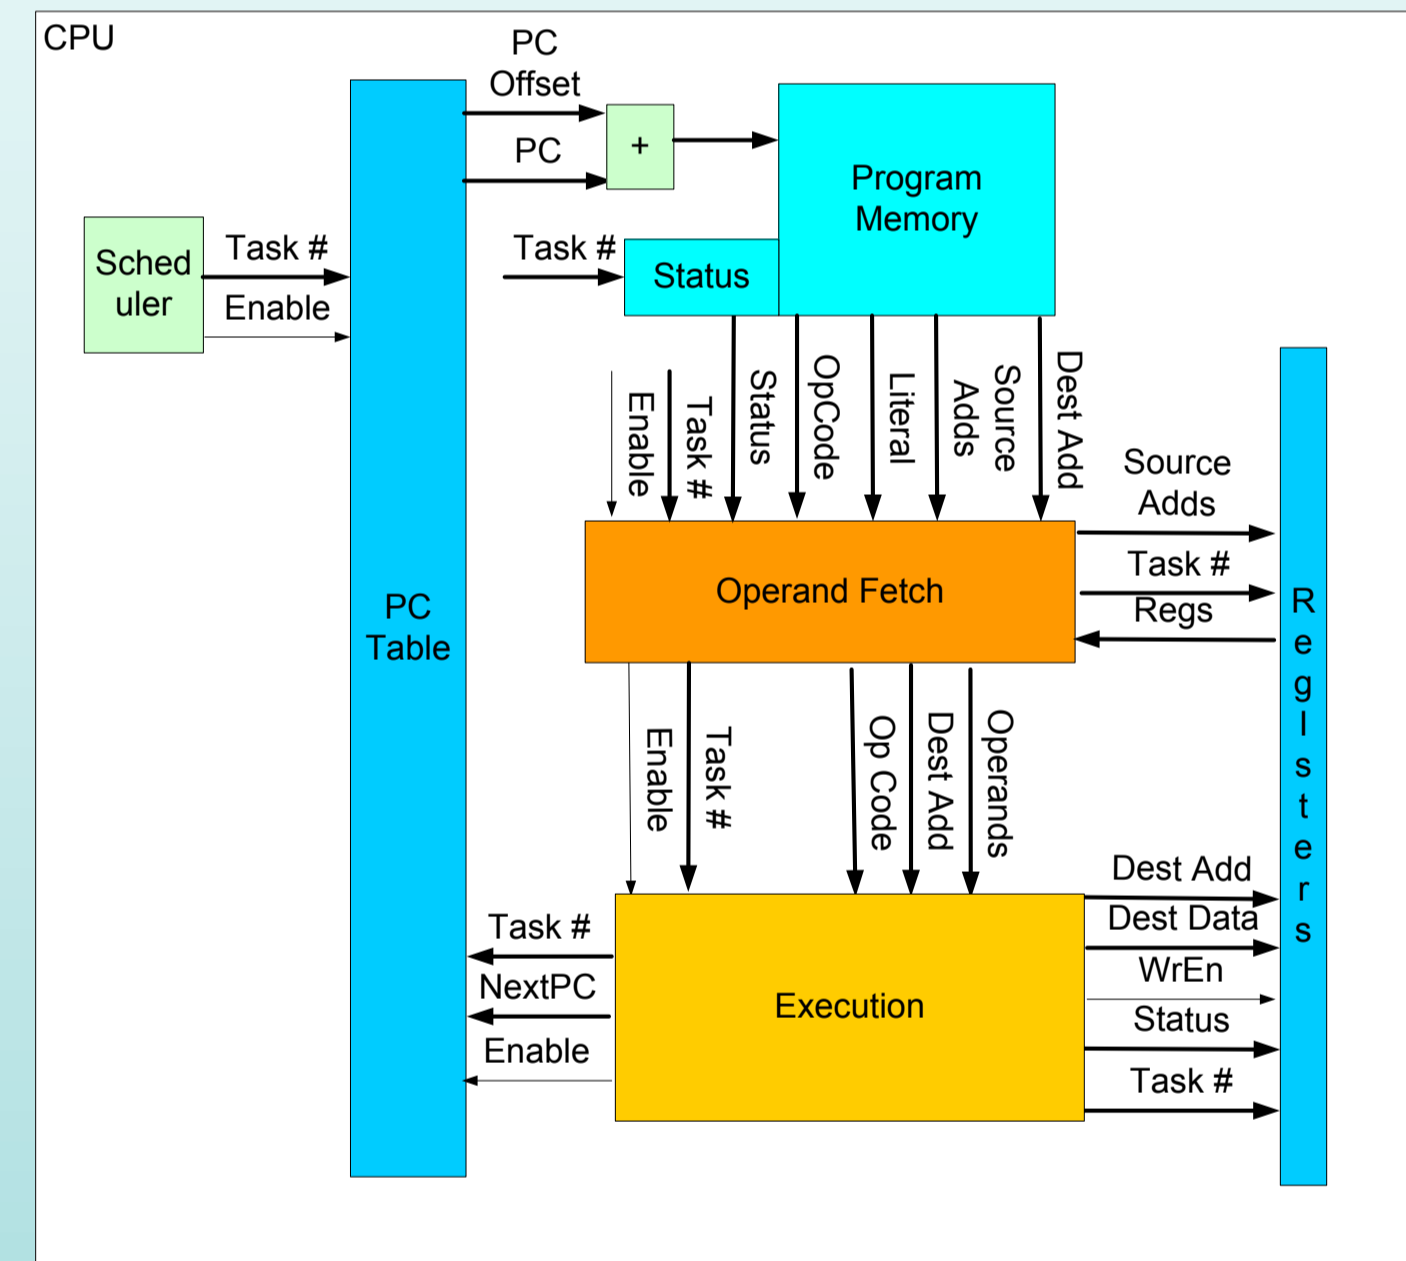 CPU
PC
Offset
PC
+
Program
Memory
Sched
uler
Task #
Enable
Task #
Status
Enable
Task #
Status
OpCode
Literal
Source
Adds
Dest Add
Source
Adds
Task #
Regs
Operand Fetch
PC
Table
RegIsters
Enable
Task #
Op Code
Dest Add
Operands
Task #
NextPC
Enable
Execution
Dest Add
Dest Data
WrEn
Status
Task #